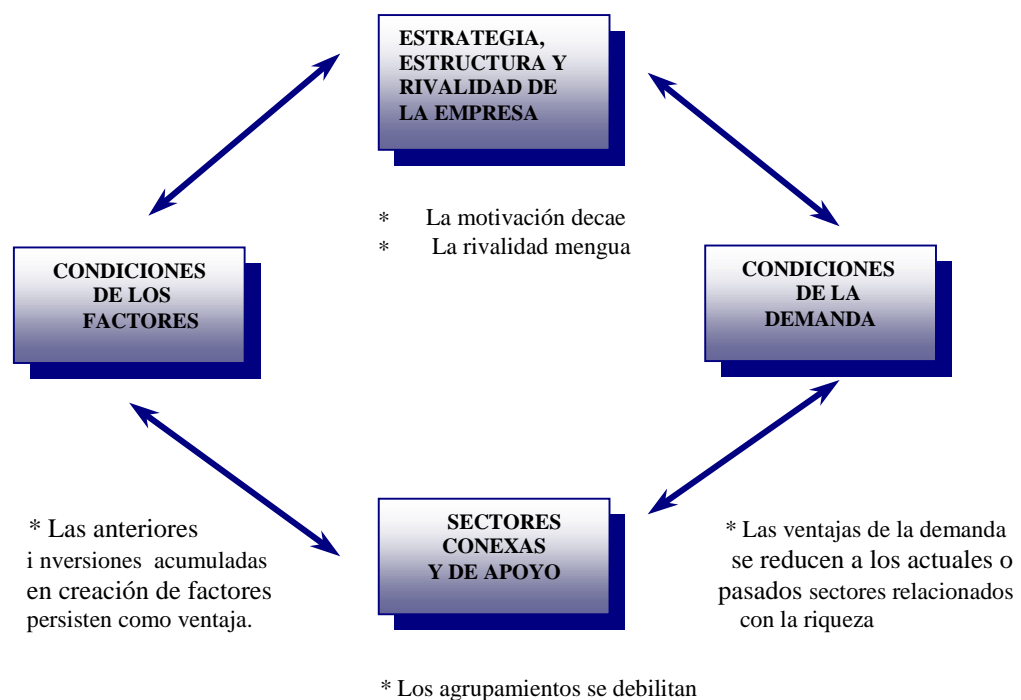 ESTRATEGIA,
ESTRUCTURA Y
RIVALIDAD DE
LA EMPRESA
* La motivación decae
* La rivalidad mengua
CONDICIONES
DE LOS
FACTORES
CONDICIONES
DE LA
DEMANDA
SECTORES
CONEXAS
Y DE APOYO
* Las anteriores
i nversiones acumuladas
en creación de factores
persisten como ventaja.
* Las ventajas de la demanda
se reducen a los actuales o
pasados sectores relacionados
con la riqueza
* Los agrupamientos se debilitan